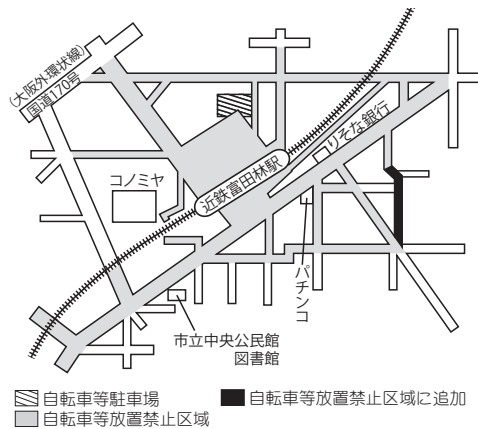 (大阪外環状線)
国道170号
りそな銀行
コノミヤ
近鉄富田林駅
パチンコ
市立中央公民館
図書館
自転車等駐車場
自転車等放置禁止区域に追加
自転車等放置禁止区域